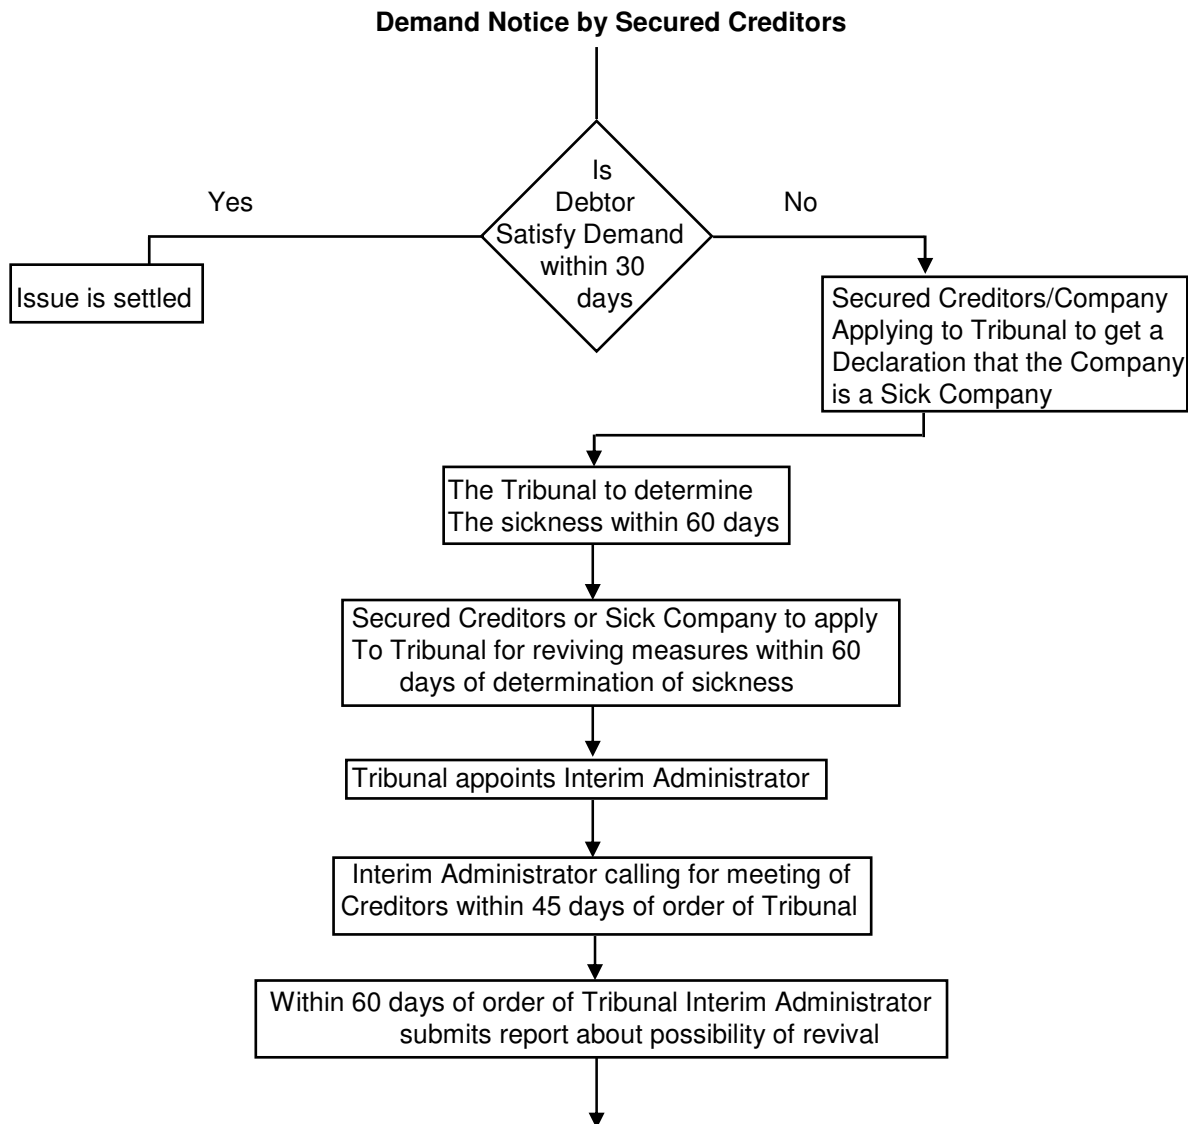 Demand Notice by Secured Creditors
Is
Debtor
Satisfy Demand
within 30
days
Yes
No
Issue is settled
Secured Creditors/Company
Applying to Tribunal to get a
Declaration that the Company
is a Sick Company
The Tribunal to determine
The sickness within 60 days
Secured Creditors or Sick Company to apply
To Tribunal for reviving measures within 60
days of determination of sickness
Tribunal appoints Interim Administrator
Interim Administrator calling for meeting of
Creditors within 45 days of order of Tribunal
Within 60 days of order of Tribunal Interim Administrator
submits report about possibility of revival